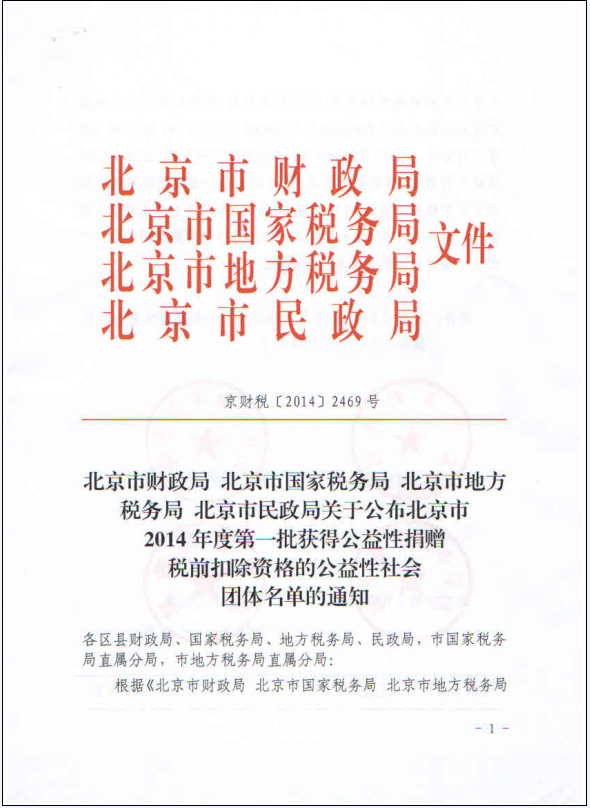 北京市财政局
北京市国家税务局
北京市地方税务局
北京市民政局
文件
京财税〔2014〕2469号
北京市财政局 北京市国家税务局 北京市地方
税务局 北京市民政局关于公布北京市
2014年度第一批获得公益性捐赠
税前扣除资格的公益性社会
团体名单的通知
各区县财政局、国家税务局、地方税务局、民政局，市国家税务
局直属分局，市地方税务局直属分局：
根据《北京市财政局 北京市国家税务局 北京市地方税务局
- 1 -